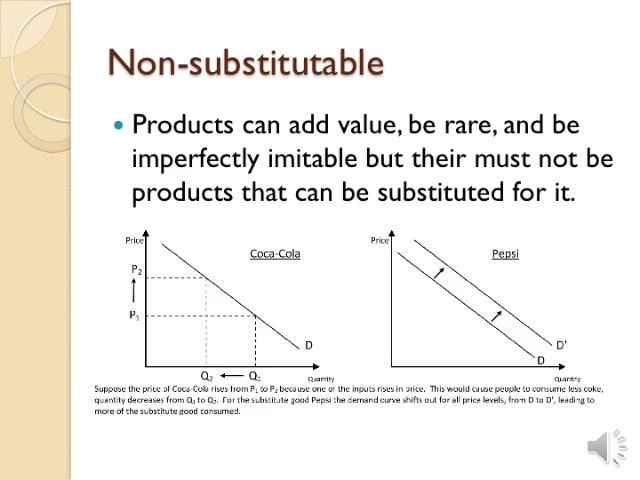 Non-substitutable
• Products can add value, be rare, and be
imperfectly imitable but their must not be
products that can be substituted for it.
Price
Coca-Cola
P₂
P₁
D
Q₂
Q₁
Quantity
Price
Pepsi
D'
D
Quantity
Suppose the price of Coca-Cola rises from P₁ to P₂ because one of the inputs rises in price. This would cause people to consume less coke,
quantity decreases from Q₁ to Q₂. For the substitute good Pepsi the demand curve shifts out for all price levels, from D to D', leading to
more of the substitute good consumed.